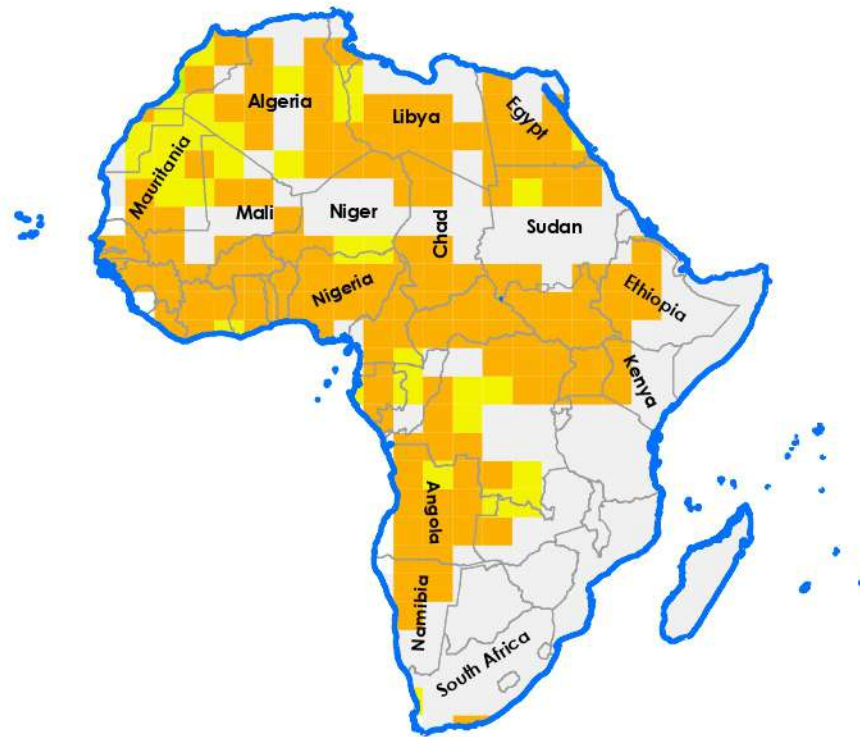 Algeria
Libya
Egypt
Mauritania
Mali
Niger
Chad
Sudan
Nigeria
Ethiopia
Kenya
Angola
Namibia
South Africa